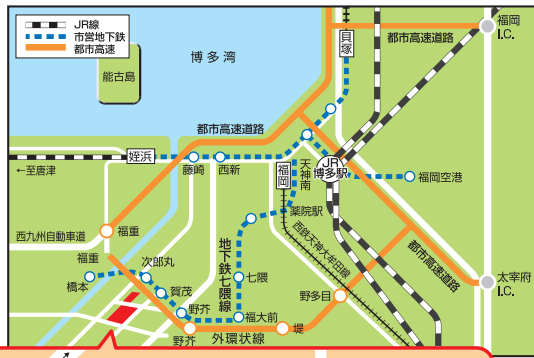 JR線
市営地下鉄
都市高速
能古島
博多湾
都市高速道路
貝塚
福岡
I.C.
都市高速道路
姪浜
←至唐津
藤崎
西新
福岡
天神南
JR
博多駅
福岡空港
薬院駅
西九州自動車道
福重
福重
次郎丸
橋本
賀茂
野芥
地下鉄七隈線
七隈
福大前
西鉄天神大牟田線
野多目
都市高速道路
太宰府
I.C.
野芥
外環状線
堤